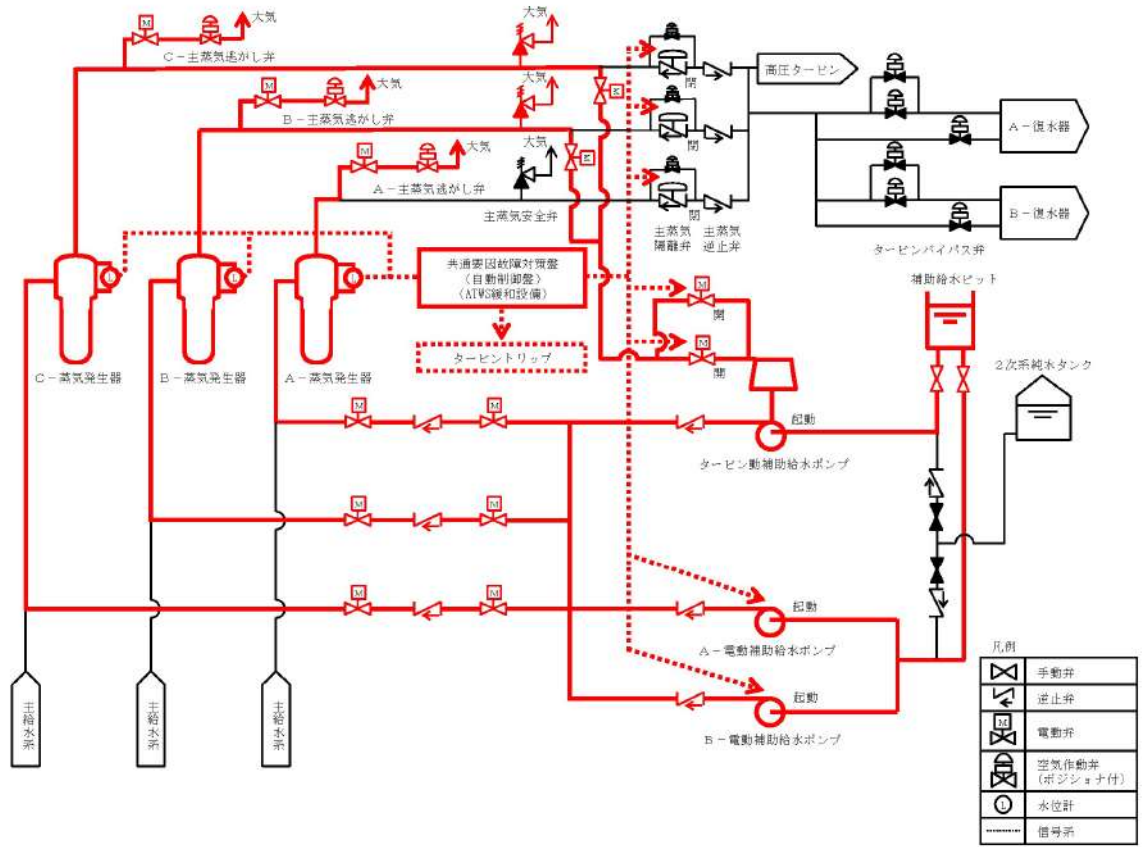 大気
M
C-主蒸気逃がし弁
大気
M
大気
B-主蒸気逃がし弁
大気
M
大気
A-主蒸気逃がし弁
大気
主蒸気安全弁
K
K
閉
閉
閉
主蒸気
隔離弁
主蒸気
逆止弁
高圧タービン
A-復水器
B-復水器
タービンバイパス弁
L
L
L
共通要因故障対策盤
(自動制御盤)
(ATWS緩和設備)
タービントリップ
M
開
M
開
補助給水ピット
2次系純水タンク
C-蒸気発生器
B-蒸気発生器
A-蒸気発生器
M
M
起動
タービン動補助給水ポンプ
M
M
M
M
起動
A-電動補助給水ポンプ
起動
B-電動補助給水ポンプ
主給水系
主給水系
主給水系
凡例
手動弁
逆止弁
M
電動弁
空気作動弁
(ポジショナ付)
L
水位計
信号系